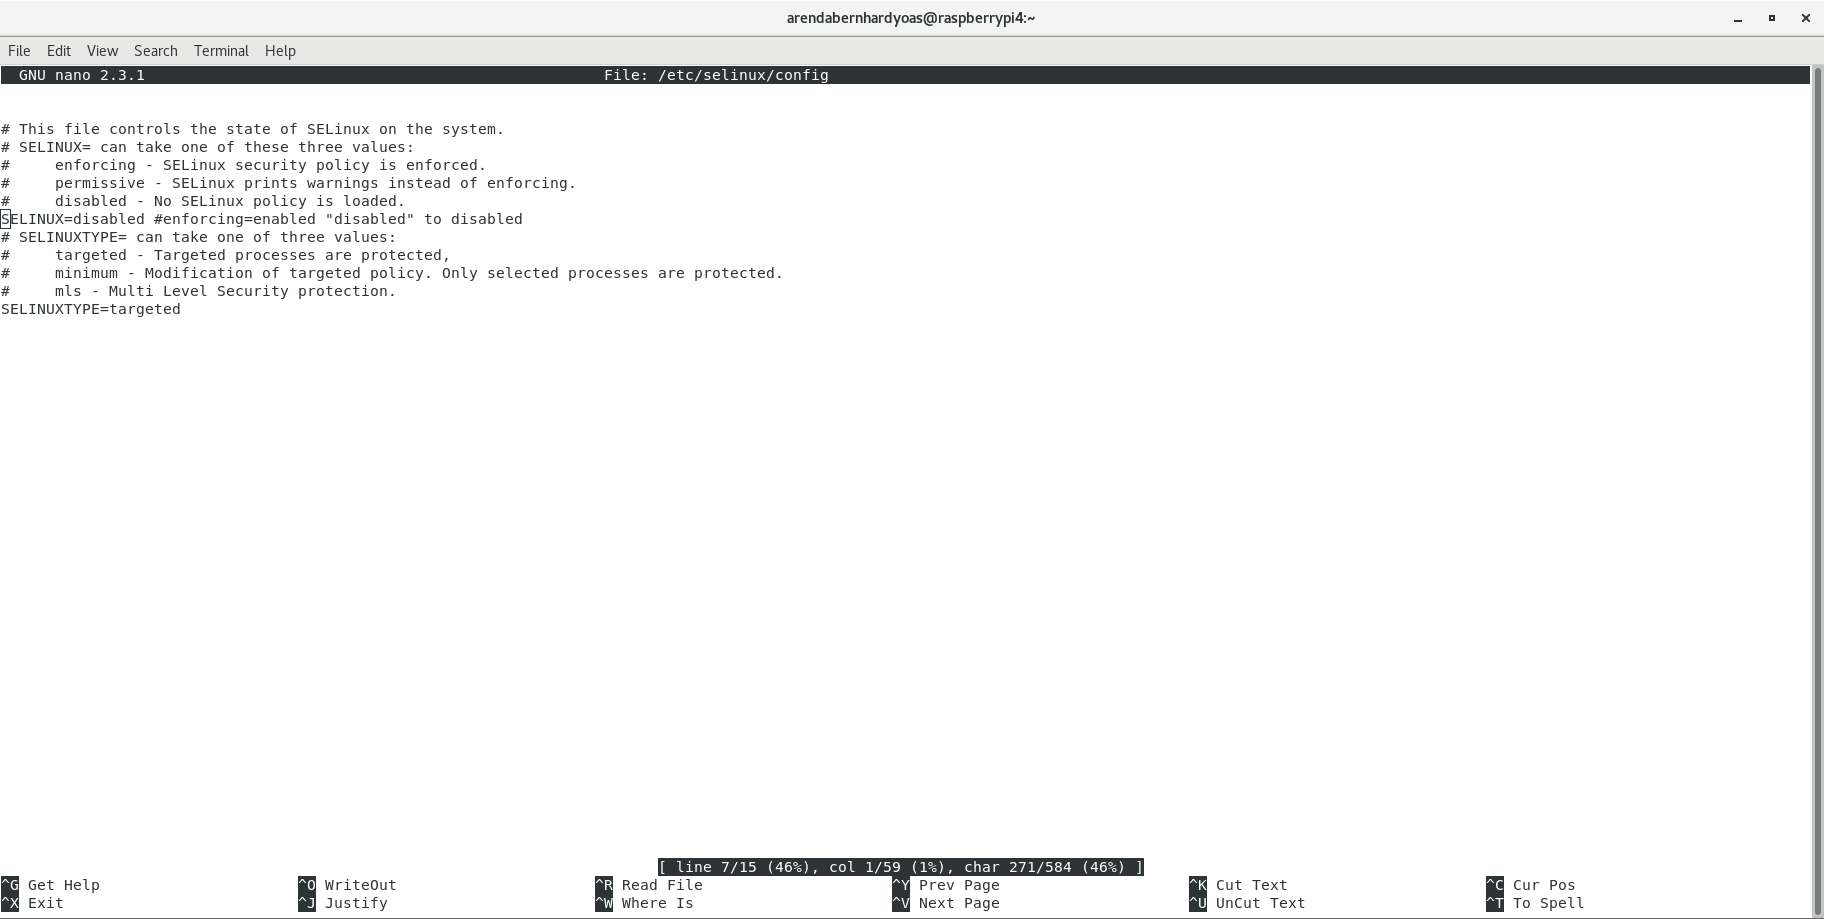 arendabernhardyoas@raspberrypi4:~
File Edit View Search Terminal Help
GNU nano 2.3.1 File: /etc/selinux/config
# This file controls the state of SELinux on the system.
# SELINUX= can take one of these three values:
#     enforcing - SELinux security policy is enforced.
#     permissive - SELinux prints warnings instead of enforcing.
#     disabled - No SELinux policy is loaded.
SELINUX=disabled #enforcing=enabled "disabled" to disabled
# SELINUXTYPE= can take one of three values:
#     targeted - Targeted processes are protected,
#     minimum - Modification of targeted policy. Only selected processes are protected.
#     mls - Multi Level Security protection.
SELINUXTYPE=targeted
[ line 7/15 (46%), col 1/59 (1%), char 271/584 (46%) ]
^G Get Help ^O WriteOut ^R Read File ^Y Prev Page ^K Cut Text ^C Cur Pos
^X Exit ^J Justify ^W Where Is ^V Next Page ^U UnCut Text ^T To Spell